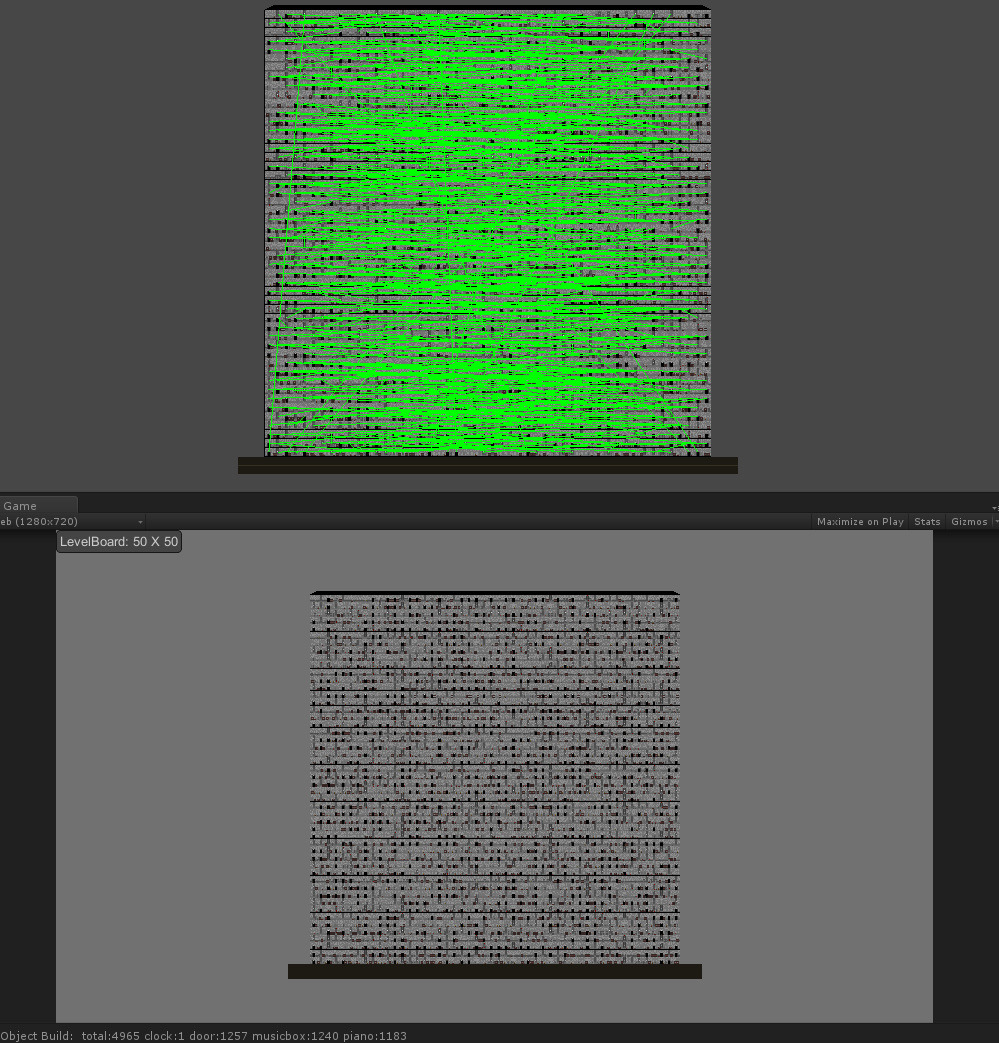 Game
eb (1280x720)
Maximize on Play Stats Gizmos
LevelBoard: 50 X 50
Object Build: total:4965 clock:1 door:1257 musicbox:1240 piano:1183